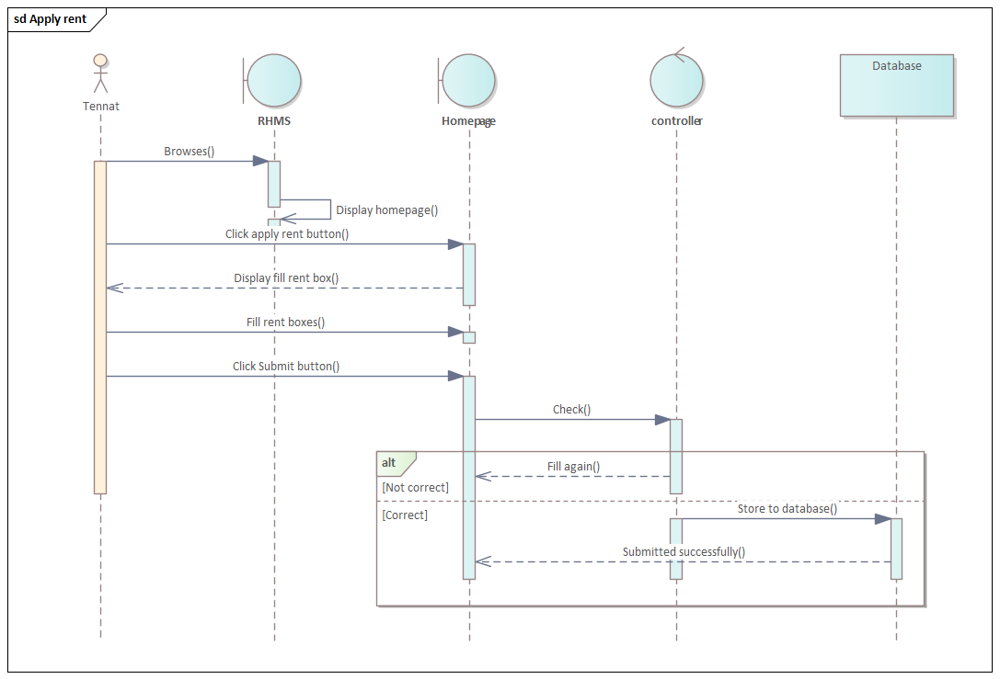 sd Apply rent
Tennat
RHMS
Homepage
controller
Database
Browses()
Display homepage()
Click apply rent button()
Display fill rent box()
Fill rent boxes()
Click Submit button()
Check()
alt
Fill again()
[Not correct]
Store to database()
[Correct]
Submitted successfully()